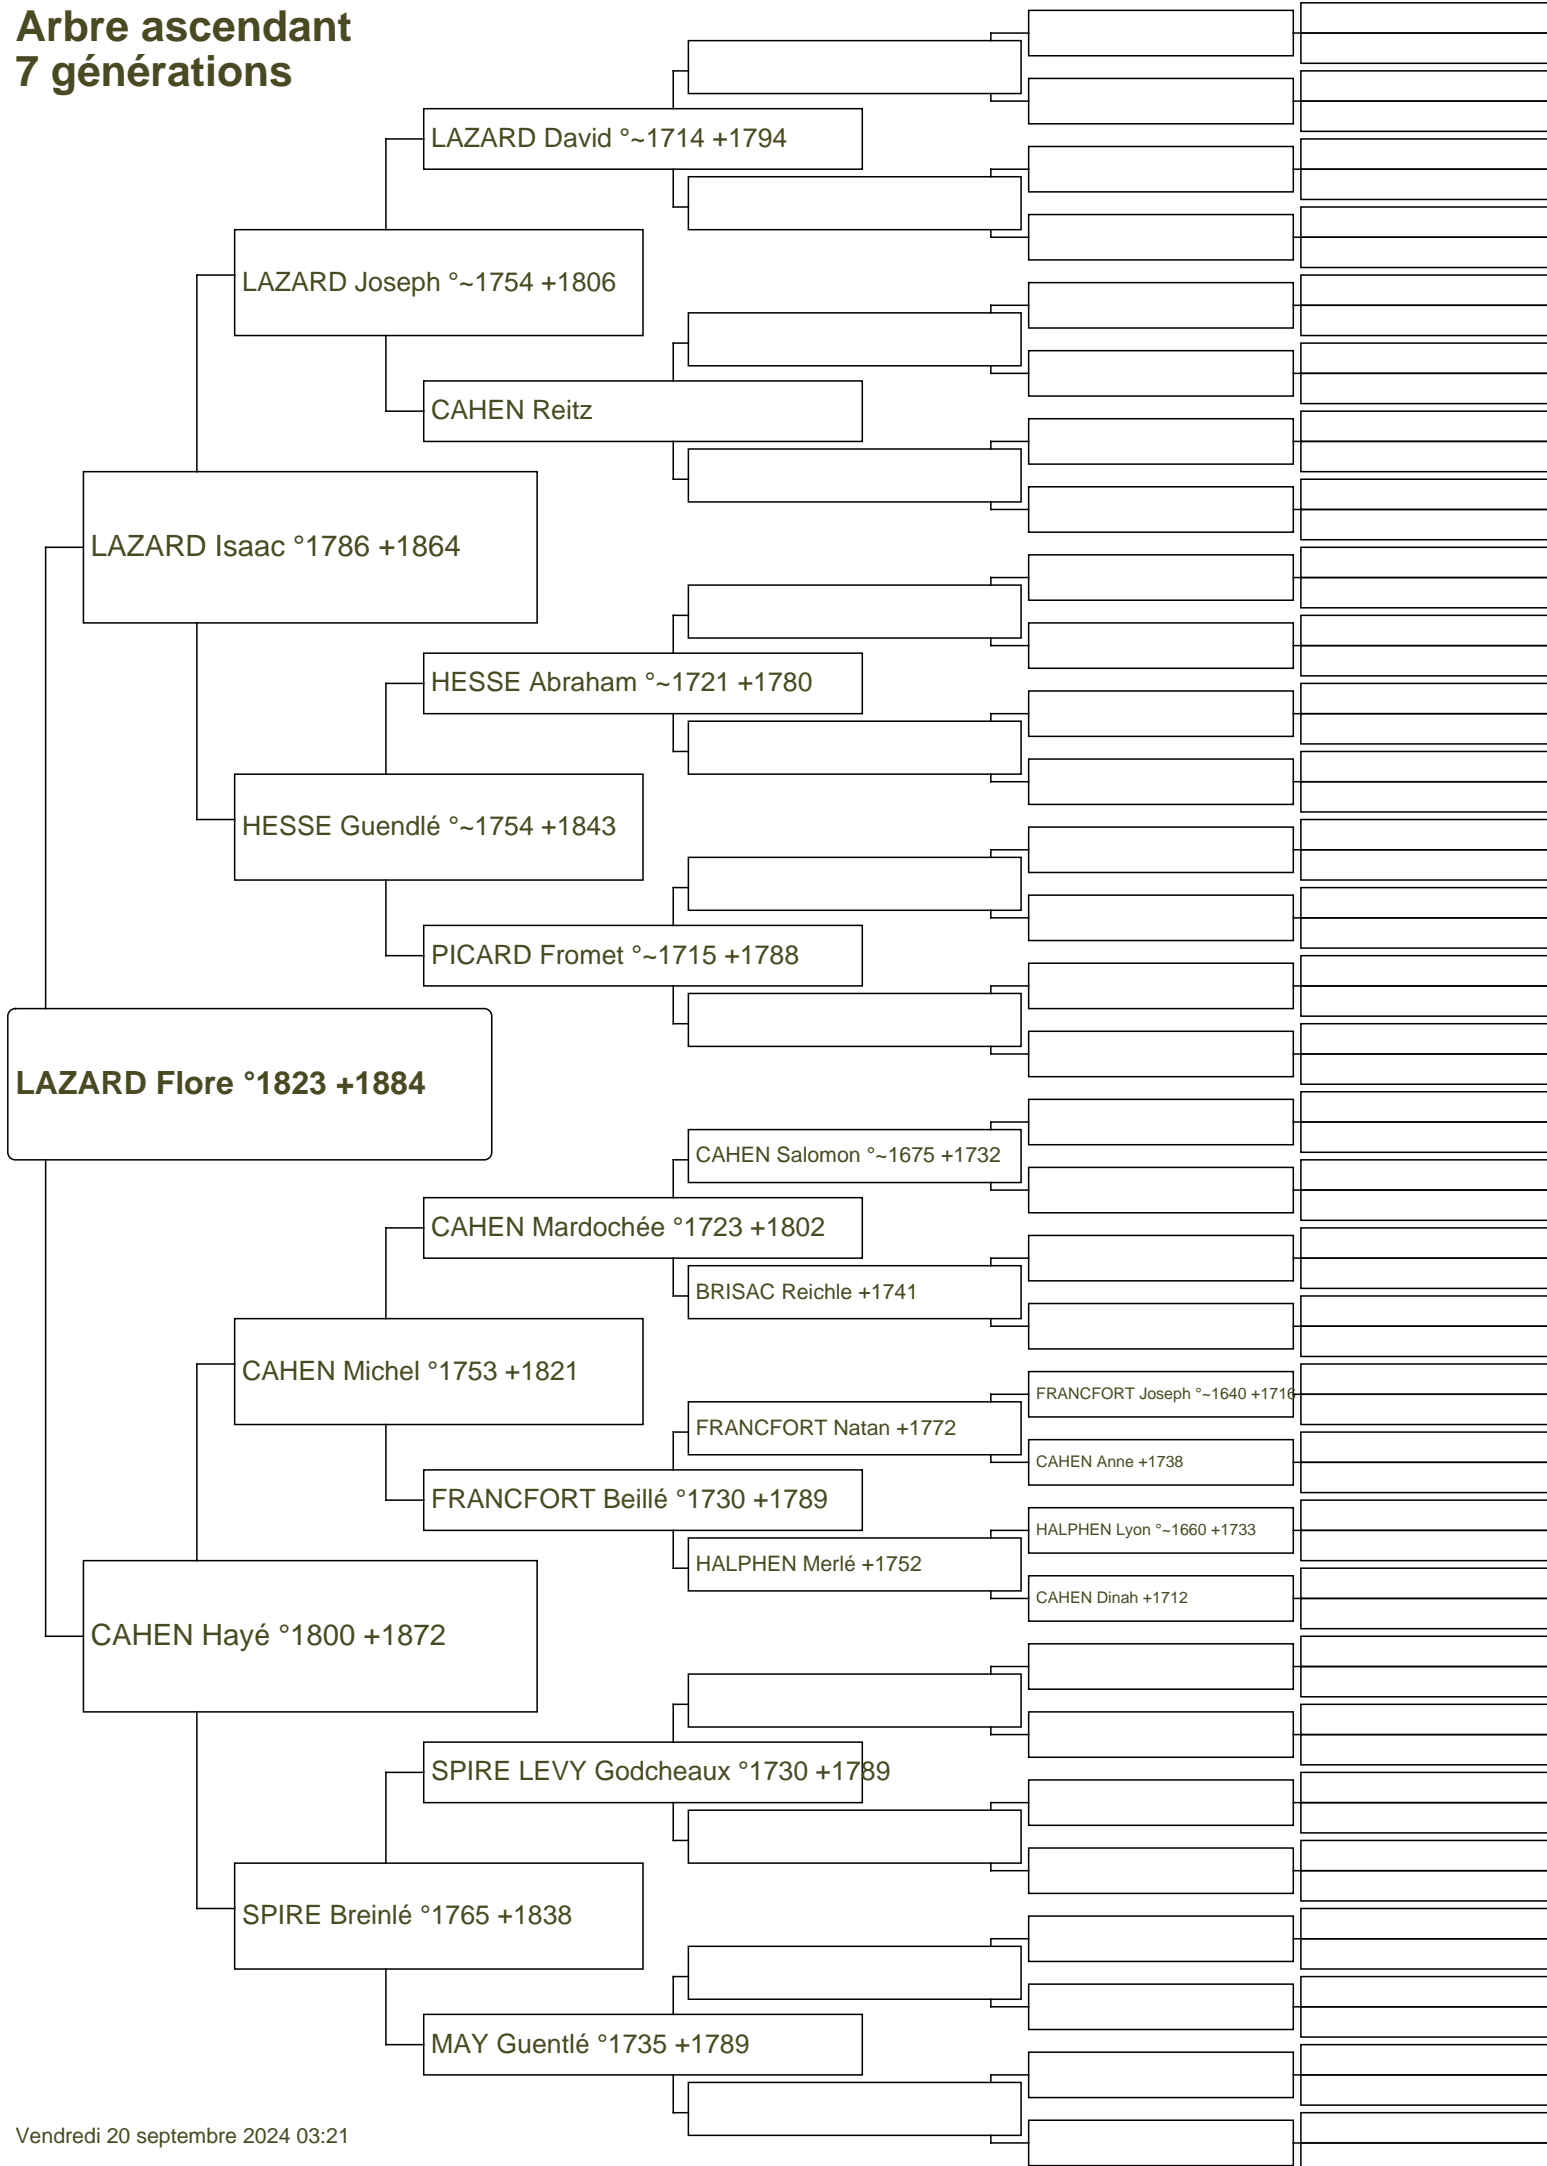 Arbre ascendant
7 générations
LAZARD David °~1714 +1794
LAZARD Joseph °~1754 +1806
CAHEN Reitz
LAZARD Isaac °1786 +1864
HESSE Abraham °~1721 +1780
HESSE Guendlé °~1754 +1843
PICARD Fromet °~1715 +1788
LAZARD Flore °1823 +1884
CAHEN Salomon °~1675 +1732
CAHEN Mardochée °1723 +1802
BRISAC Reichle +1741
CAHEN Michel °1753 +1821
FRANCFORT Joseph °~1640 +1716
FRANCFORT Natan +1772
CAHEN Anne +1738
FRANCFORT Beillé °1730 +1789
HALPHEN Lyon °~1660 +1733
HALPHEN Merlé +1752
CAHEN Dinah +1712
CAHEN Hayé °1800 +1872
SPIRE LEVY Godcheaux °1730 +1789
SPIRE Breinlé °1765 +1838
MAY Guentlé °1735 +1789
Vendredi 20 septembre 2024 03:21